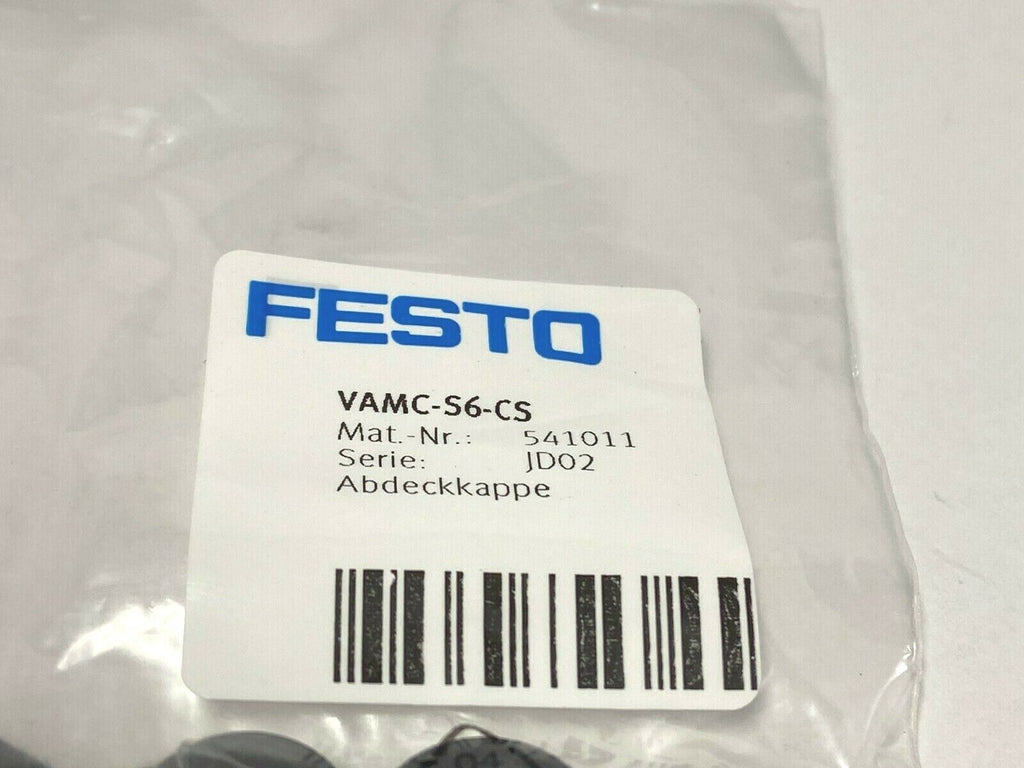 FESTO
VAMC-S6-CS
Mat.-Nr.: 541011
Serie: JD02
Abdeckkappe